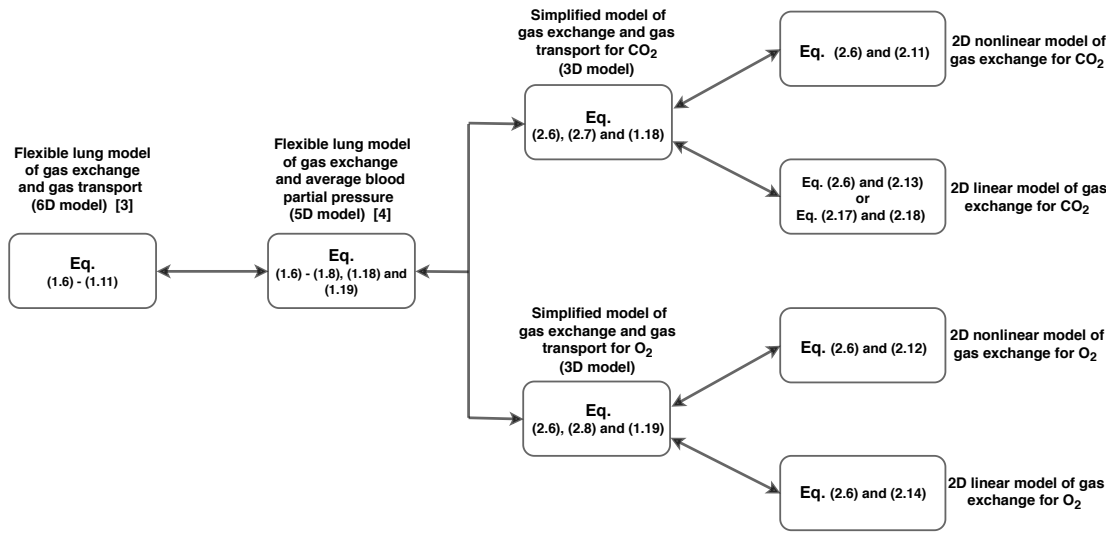 Flexible lung model
of gas exchange
and gas transport
(6D model) [3]
Eq.
(1.6) - (1.11)
Flexible lung model
of gas exchange
and average blood
partial pressure
(5D model) [4]
Eq.
(1.6) - (1.8), (1.18) and
(1.19)
Simplified model of
gas exchange and gas
transport for CO2
(3D model)
Eq.
(2.6), (2.7) and (1.18)
Eq. (2.6) and (2.11)
2D nonlinear model of
gas exchange for CO2
Eq. (2.6) and (2.13)
or
Eq. (2.17) and (2.18)
2D linear model of gas
exchange for CO2
Simplified model of
gas exchange and gas
transport for O2
(3D model)
Eq.
(2.6), (2.8) and (1.19)
Eq. (2.6) and (2.12)
2D nonlinear model of
gas exchange for O2
Eq. (2.6) and (2.14)
2D linear model of gas
exchange for O2